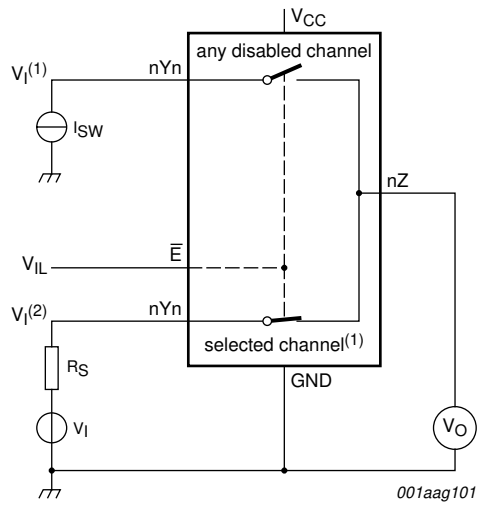 VCC
any disabled channel
VI(1)
nYn
ISW
nZ
E̅
VIL
VI(2)
nYn
selected channel(1)
RS
GND
VI
VO
001aag101